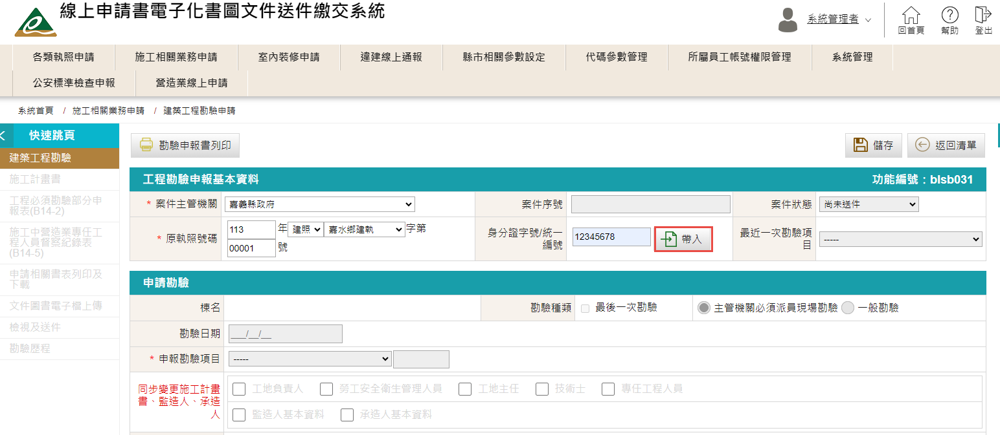 線上申請書電子化書圖文件送件繳交系統
系統管理者
回首頁
幫助
登出
各類執照申請
施工相關業務申請
室內裝修申請
違建線上通報
縣市相關參數設定
代碼參數管理
所屬員工帳號權限管理
系統管理
公安標準檢查申報
營造業線上申請
系統首頁 / 施工相關業務申請 / 建築工程勘驗申請
快速跳頁
建築工程勘驗
施工計畫書
工程必須勘驗部分申
報表(B14-2)
施工中營造業專任工
程人員督察紀錄表
(B14-5)
申請相關書表列印及
下載
文件圖書電子檔上傳
檢視及送件
勘驗歷程
勘驗申報書列印
儲存
返回清單
工程勘驗申報基本資料
功能編號：blsb031
* 案件主管機關
嘉義縣政府
案件序號
案件狀態
尚未送件
* 原執照號碼
113 年 建照 嘉水鄉建執 字第
00001 號
身分證字號/統一
編號
12345678
帶入
最近一次勘驗項
目
-----
申請勘驗
棟名
勘驗種類
最後一次勘驗
主管機關必須派員現場勘驗
一般勘驗
勘驗日期
___/__/__
* 申報勘驗項目
-----
同步變更施工計畫
書、監造人、承造
人
工地負責人
勞工安全衛生管理人員
工地主任
技術士
專任工程人員
監造人基本資料
承造人基本資料